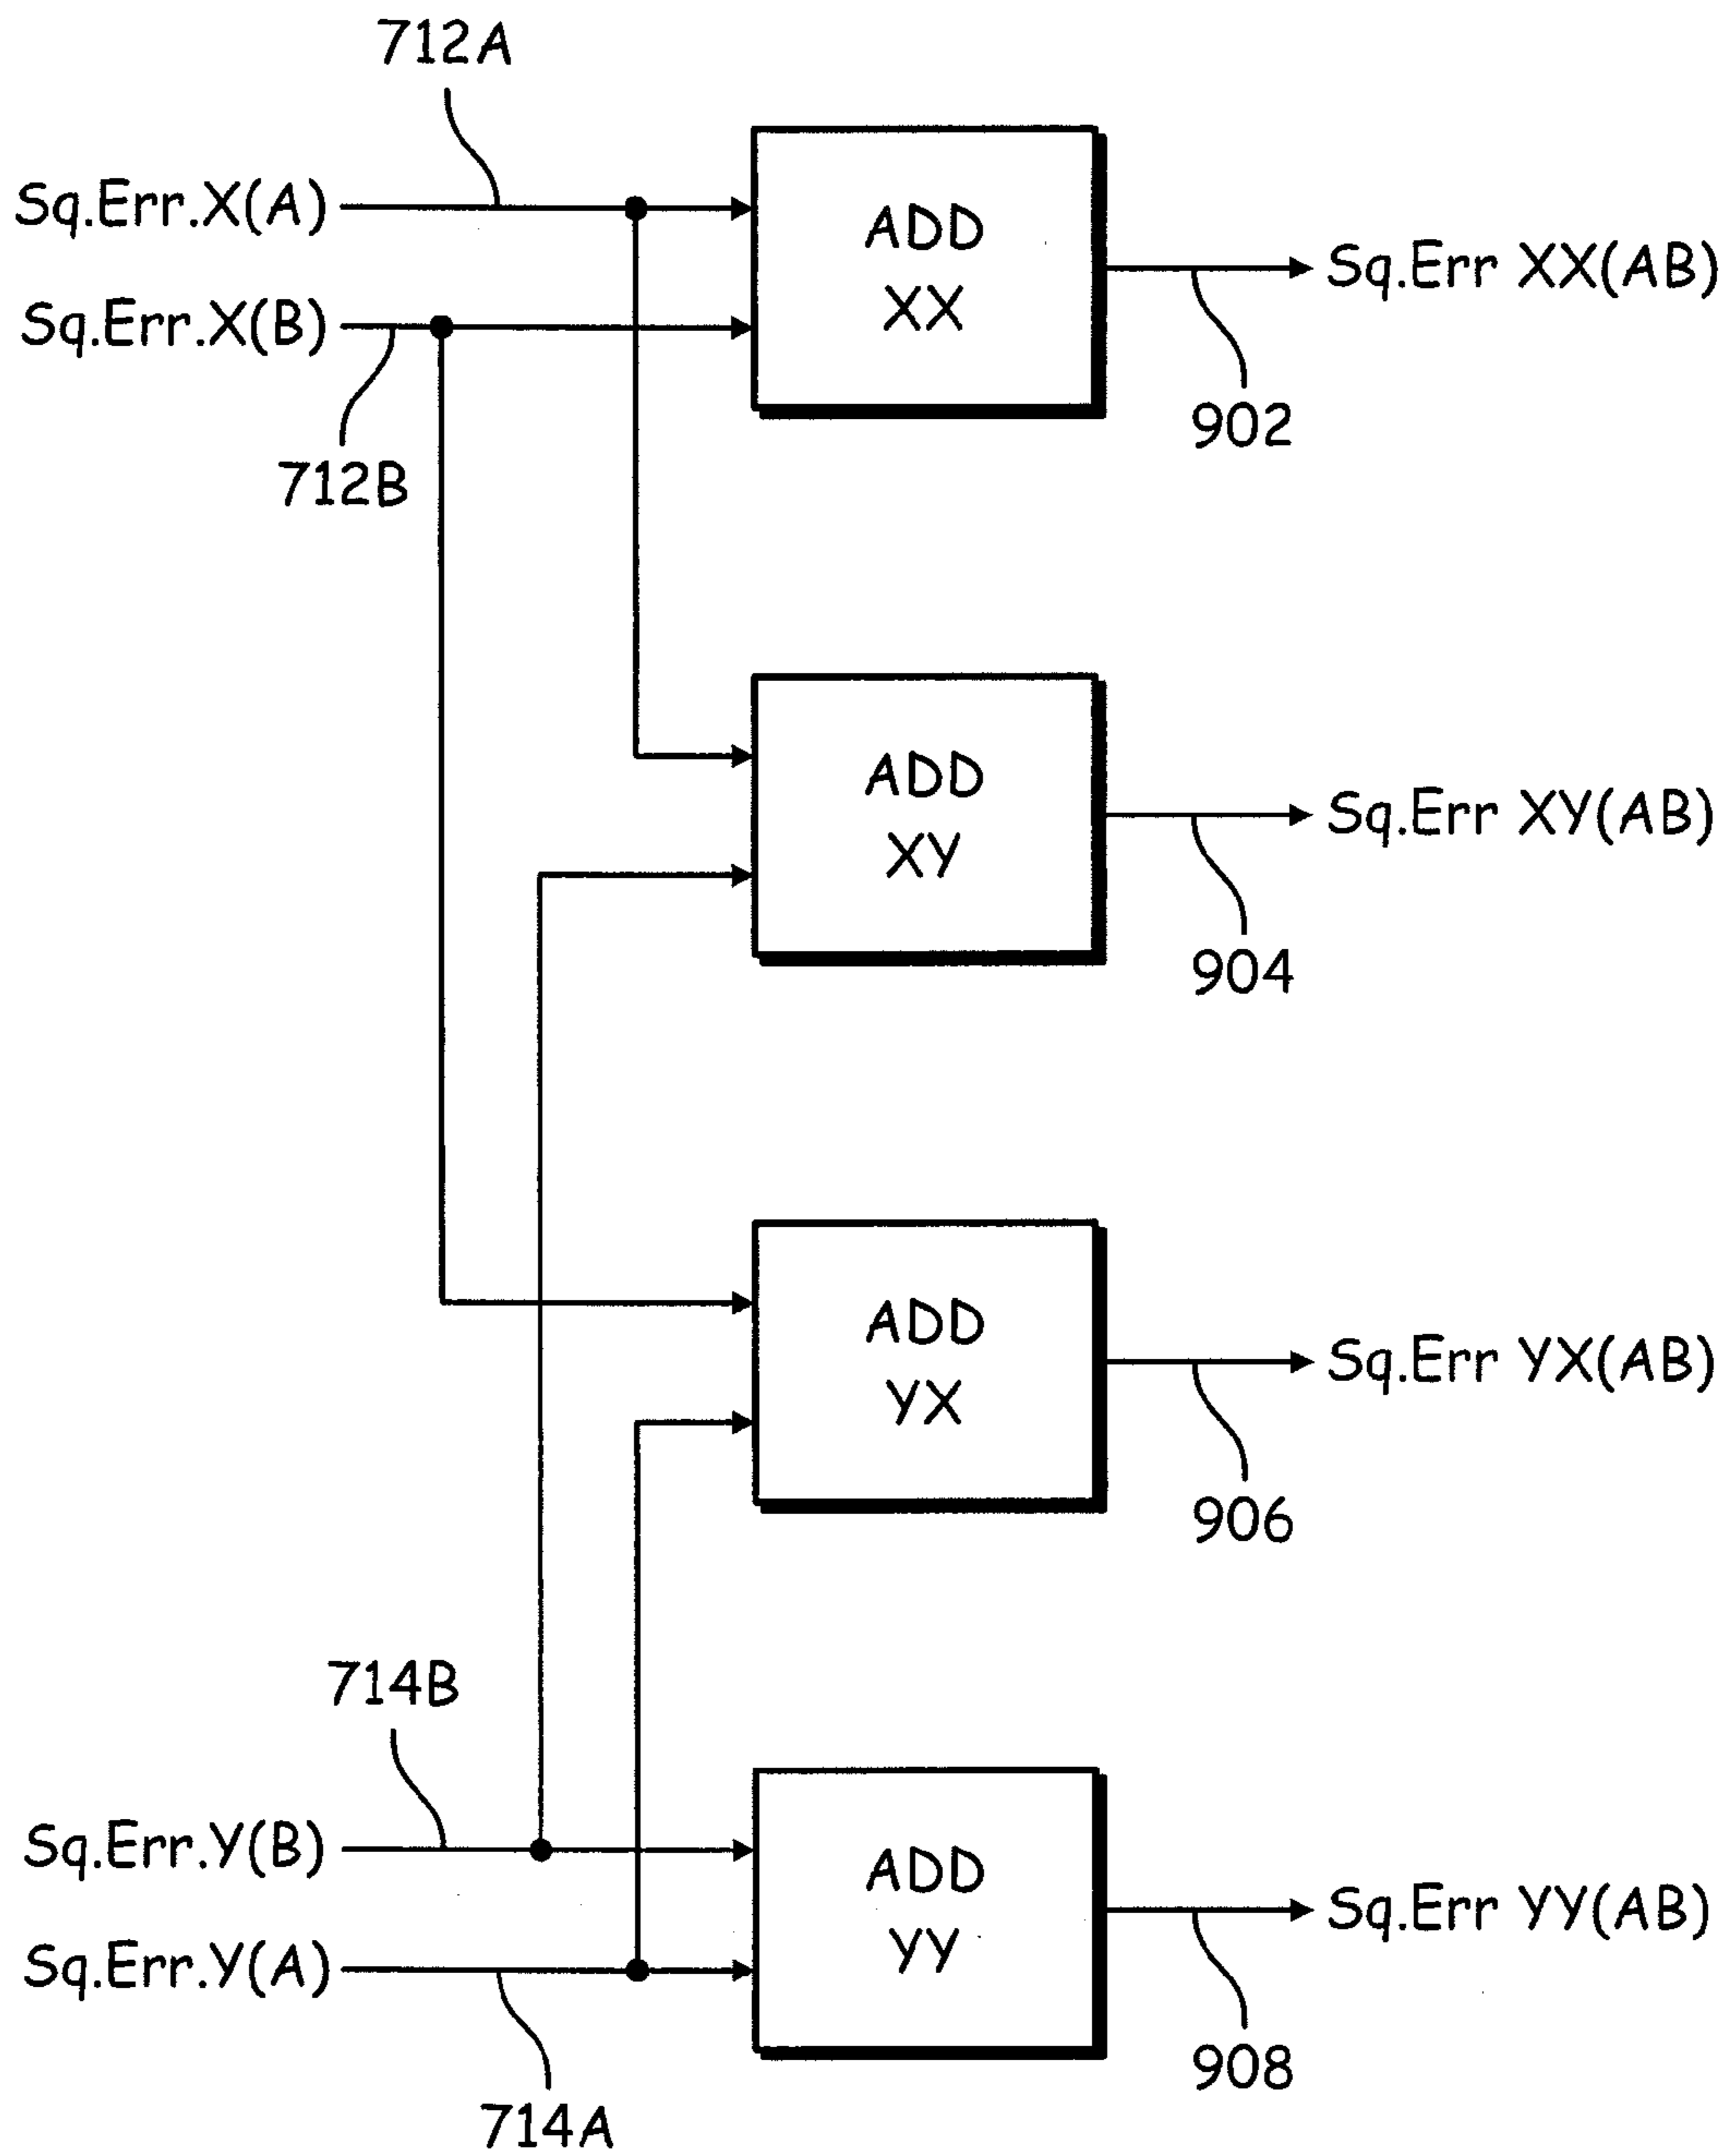 712A
Sq.Err.X(A)
ADD
XX
Sq.Err XX(AB)
Sq.Err.X(B)
902
712B
ADD
XY
Sq.Err XY(AB)
904
ADD
YX
Sq.Err YX(AB)
906
714B
Sq.Err.Y(B)
ADD
YY
Sq.Err YY(AB)
Sq.Err.Y(A)
908
714A